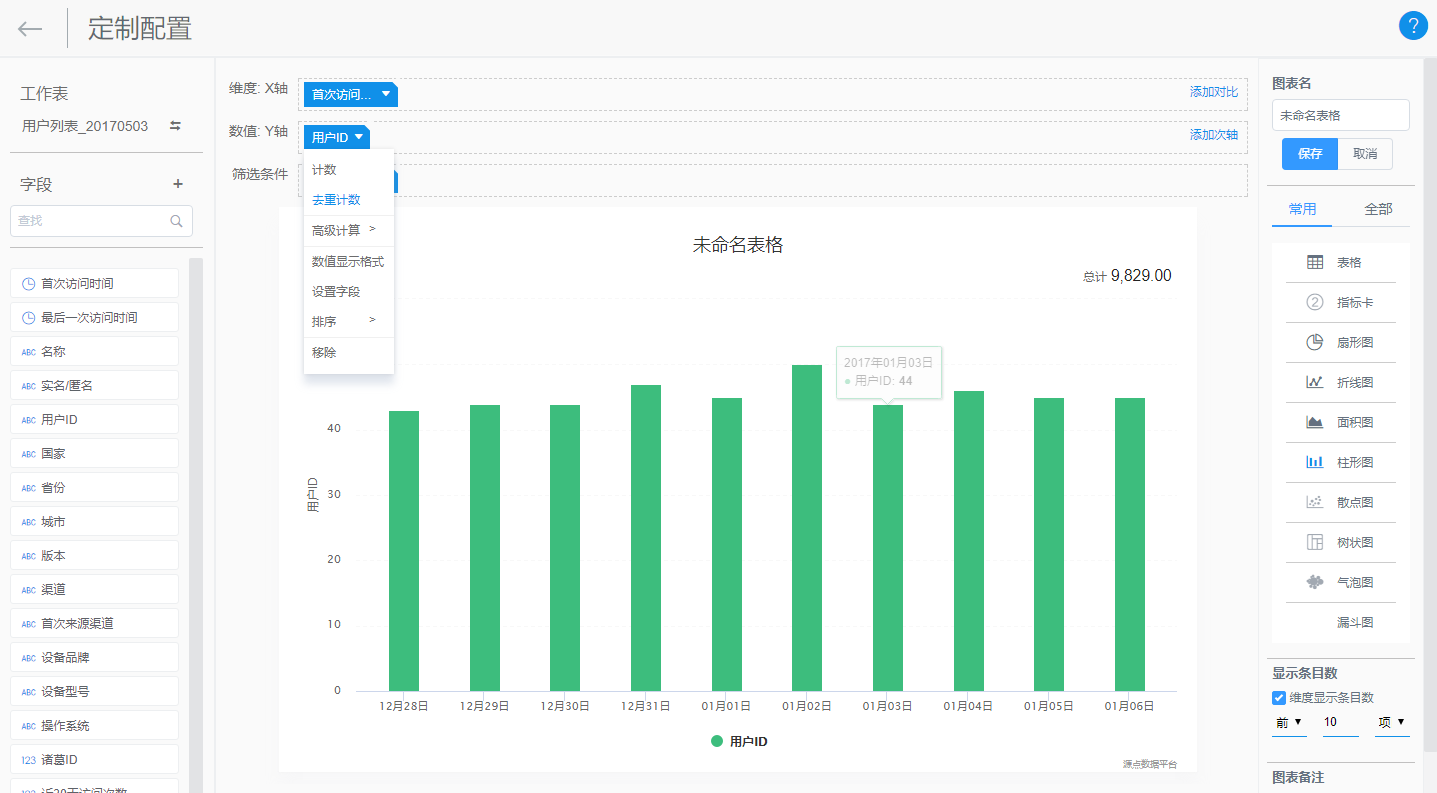 定制配置
?
工作表
用户列表_20170503
字段
+
查找
首次访问时间
最后一次访问时间
ABC 名称
ABC 实名/匿名
ABC 用户ID
ABC 国家
ABC 省份
ABC 城市
ABC 版本
ABC 渠道
ABC 首次来源渠道
ABC 设备品牌
ABC 设备型号
ABC 操作系统
123 诸葛ID
维度: X轴
首次访问...
添加对比
数值: Y轴
用户ID
添加次轴
筛选条件
计数
去重计数
高级计算 >
数值显示格式
设置字段
排序 >
移除
未命名表格
总计 9,829.00
2017年01月03日
用户ID: 44
用户ID
40
30
20
10
0
12月28日 12月29日 12月30日 12月31日 01月01日 01月02日 01月03日 01月04日 01月05日 01月06日
用户ID
源点数据平台
图表名
未命名表格
保存 取消
常用 全部
表格
2 指标卡
扇形图
折线图
面积图
柱形图
散点图
树状图
气泡图
漏斗图
显示条目数
维度显示条目数
前 10 项
图表备注